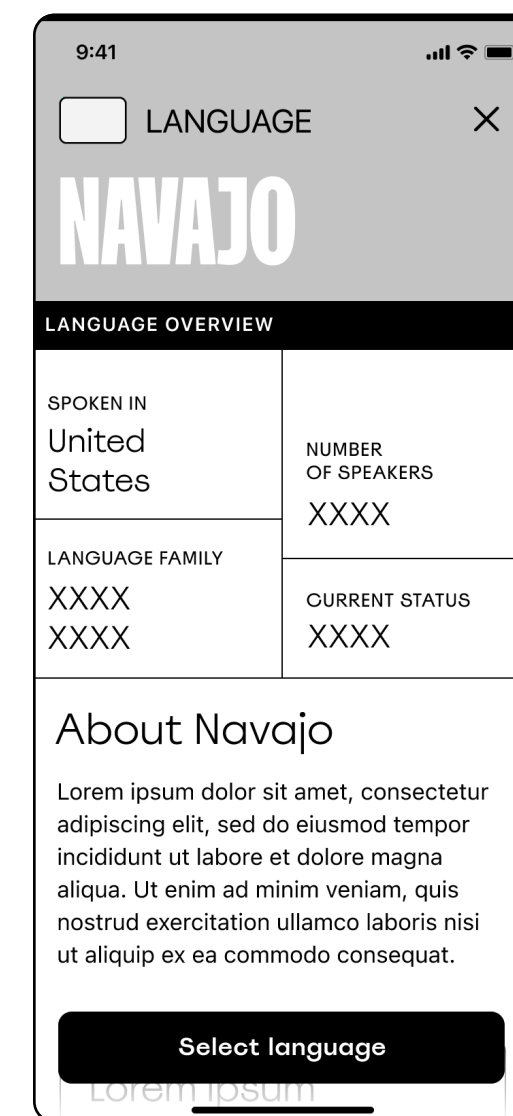 9:41
LANGUAGE
NAVAJO
LANGUAGE OVERVIEW
SPOKEN IN
United
States
NUMBER
OF SPEAKERS
XXXX
LANGUAGE FAMILY
XXXX
XXXX
CURRENT STATUS
XXXX
About Navajo
Lorem ipsum dolor sit amet, consectetur
adipiscing elit, sed do eiusmod tempor
incididunt ut labore et dolore magna
aliqua. Ut enim ad minim veniam, quis
nostrud exercitation ullamco laboris nisi
ut aliquip ex ea commodo consequat.
Select language
Lorem ipsum